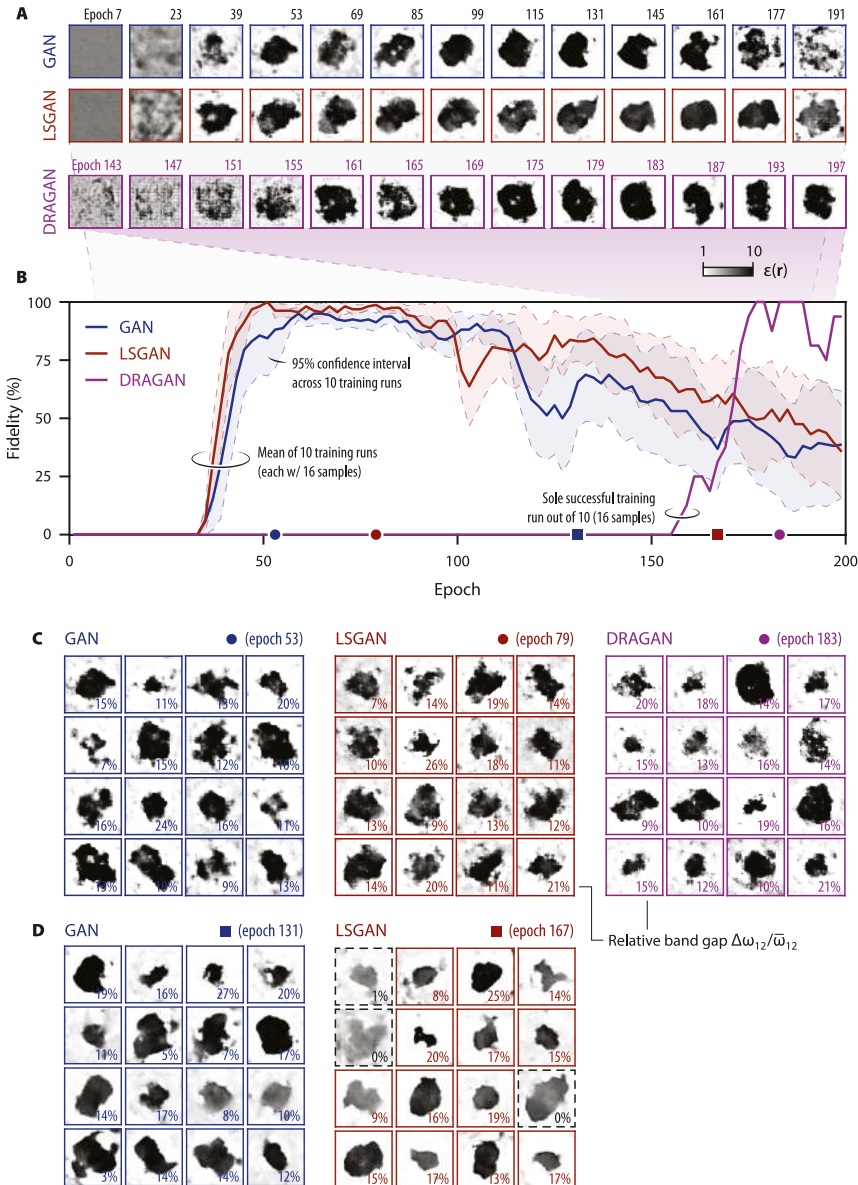 A
Epoch 7 23 39 53 69 85 99 115 131 145 161 177 191
GAN
LSGAN
Epoch 143 147 151 155 161 165 169 175 179 183 187 193 197
DRAGAN
1 10
ε(r)
B
100
75
50
25
0
Fidelity (%)
GAN
LSGAN
DRAGAN
95% confidence interval
across 10 training runs
Mean of 10 training runs
(each w/ 16 samples)
Sole successful training
run out of 10 (16 samples)
0 50 100 150 200
Epoch
C
GAN (epoch 53)
15% 11% 13% 20%
7% 15% 12% 10%
16% 24% 16% 11%
13% 10% 9% 13%
LSGAN (epoch 79)
7% 14% 19% 14%
10% 26% 18% 11%
13% 9% 13% 12%
14% 20% 11% 21%
DRAGAN (epoch 183)
20% 18% 14% 17%
15% 13% 16% 14%
9% 10% 19% 16%
15% 12% 10% 21%
Relative band gap Δω₁₂/ω̄₁₂
D
GAN (epoch 131)
19% 16% 27% 20%
11% 5% 7% 17%
14% 17% 8% 10%
3% 14% 14% 12%
LSGAN (epoch 167)
1% 8% 25% 14%
0% 20% 17% 15%
9% 16% 19% 0%
15% 17% 13% 17%